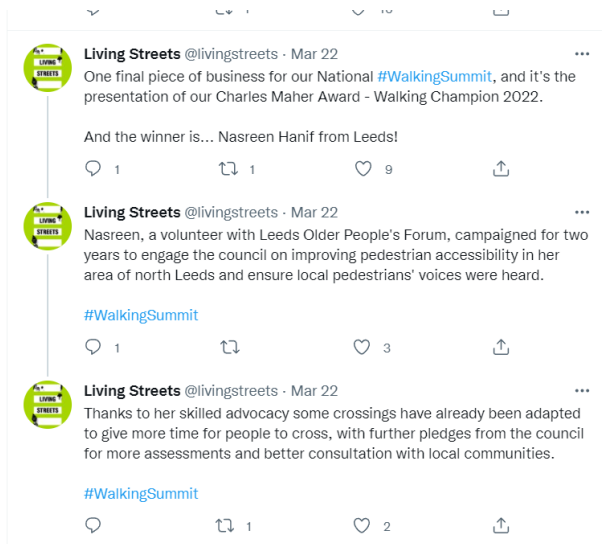 Living Streets @livingstreets · Mar 22
One final piece of business for our National #WalkingSummit, and it's the
presentation of our Charles Maher Award - Walking Champion 2022.
And the winner is... Nasreen Hanif from Leeds!
1 1 9
LIVING
STREETS
Living Streets @livingstreets · Mar 22
Nasreen, a volunteer with Leeds Older People's Forum, campaigned for two
years to engage the council on improving pedestrian accessibility in her
area of north Leeds and ensure local pedestrians' voices were heard.
#WalkingSummit
1 3
LIVING
STREETS
Living Streets @livingstreets · Mar 22
Thanks to her skilled advocacy some crossings have already been adapted
to give more time for people to cross, with further pledges from the council
for more assessments and better consultation with local communities.
#WalkingSummit
1 2
LIVING
STREETS